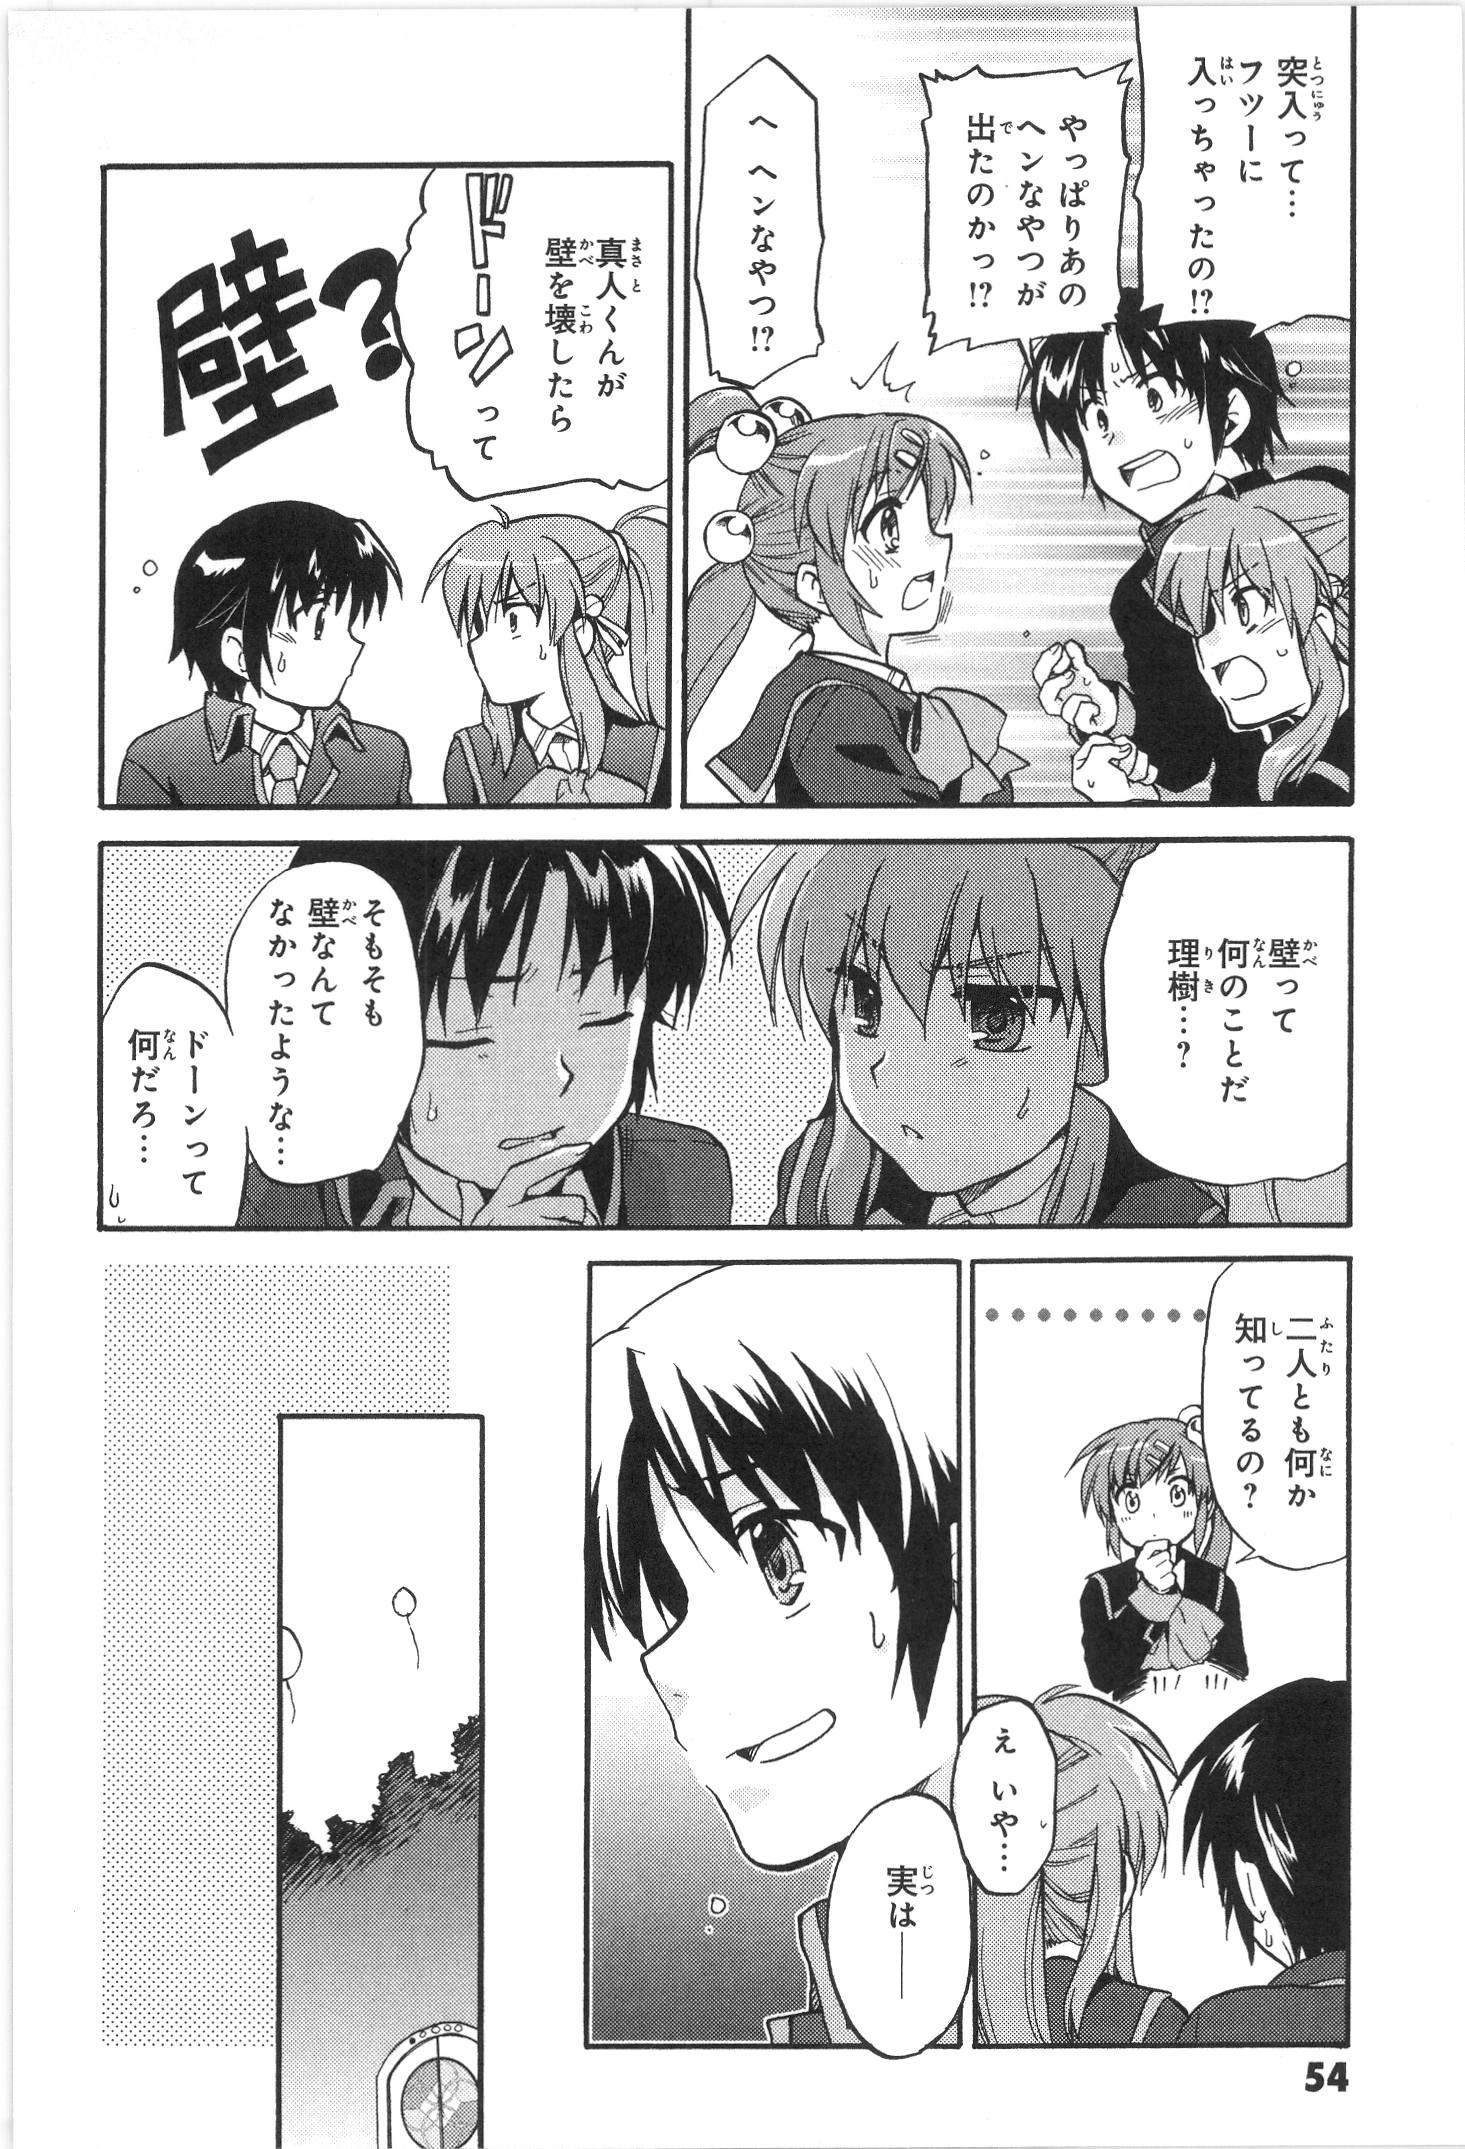 突入って…
フツーに
入っちゃったの!?
やっぱりあの
ヘンなやつが
出たのかっ!?
へ ヘンなやつ!?
真人くんが
壁を壊したら
ドーンって
壁?
壁って
何のことだ
理樹…?
そもそも
壁なんて
なかったような…
ドーンって
何だろ…
二人とも何か
知ってるの?
え いや…
実は——
54